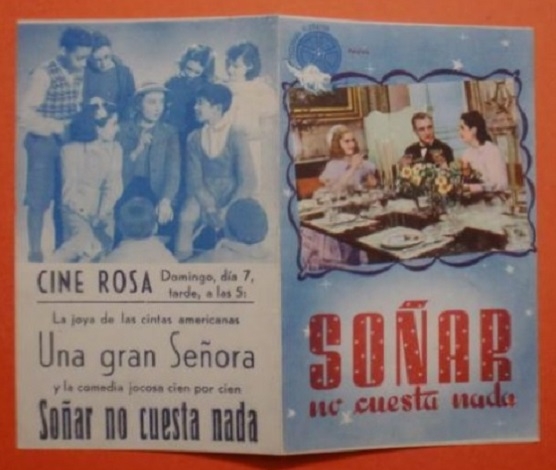 CINE ROSA Domingo, día 7,
tarde, a las 5:
La joya de las cintas americanas
Una gran Señora
y la comedia jocosa cien por cien
Soñar no cuesta nada
SOÑAR
no cuesta nada